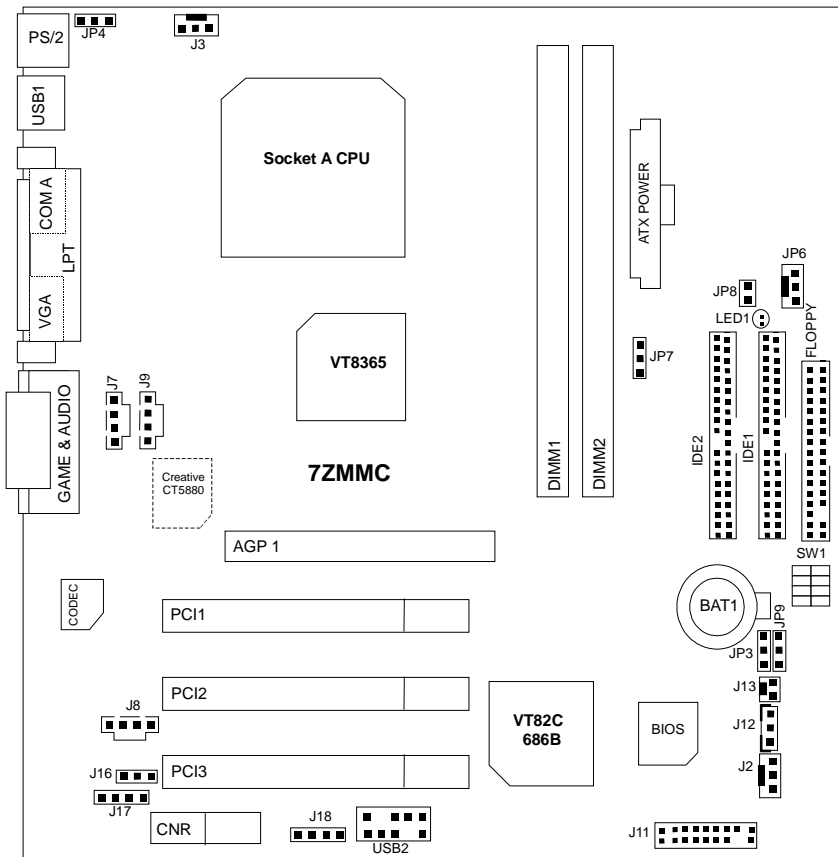 PS/2
JP4
J3
USB1
Socket A CPU
COM A
LPT
VGA
ATX POWER
JP6
JP8
LED1
FLOPPY
VT8365
JP7
J7
J9
GAME & AUDIO
Creative
CT5880
7ZMMC
DIMM1
DIMM2
IDE2
IDE1
AGP 1
SW1
CODEC
PCI1
BAT1
JP9
JP3
PCI2
J13
J8
VT82C
686B
BIOS
J12
J16
PCI3
J2
J17
CNR
J18
USB2
J11